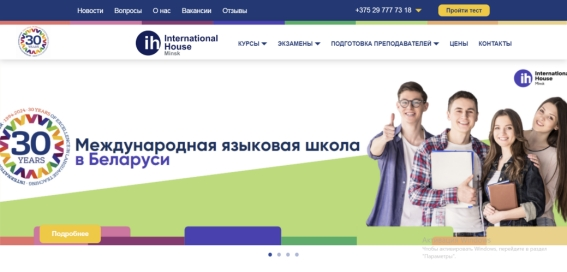 Новости Вопросы О нас Вакансии Отзывы +375 29 777 73 18 Пройти тест
30
YEARS
ih International
House
Minsk
КУРСЫ ЭКЗАМЕНЫ ПОДГОТОВКА ПРЕПОДАВАТЕЛЕЙ ЦЕНЫ КОНТАКТЫ
ih International
House
Minsk
30
YEARS
Международная языковая школа
в Беларуси
Подробнее
Чтобы активировать Windows, перейдите в раздел
"Параметры".